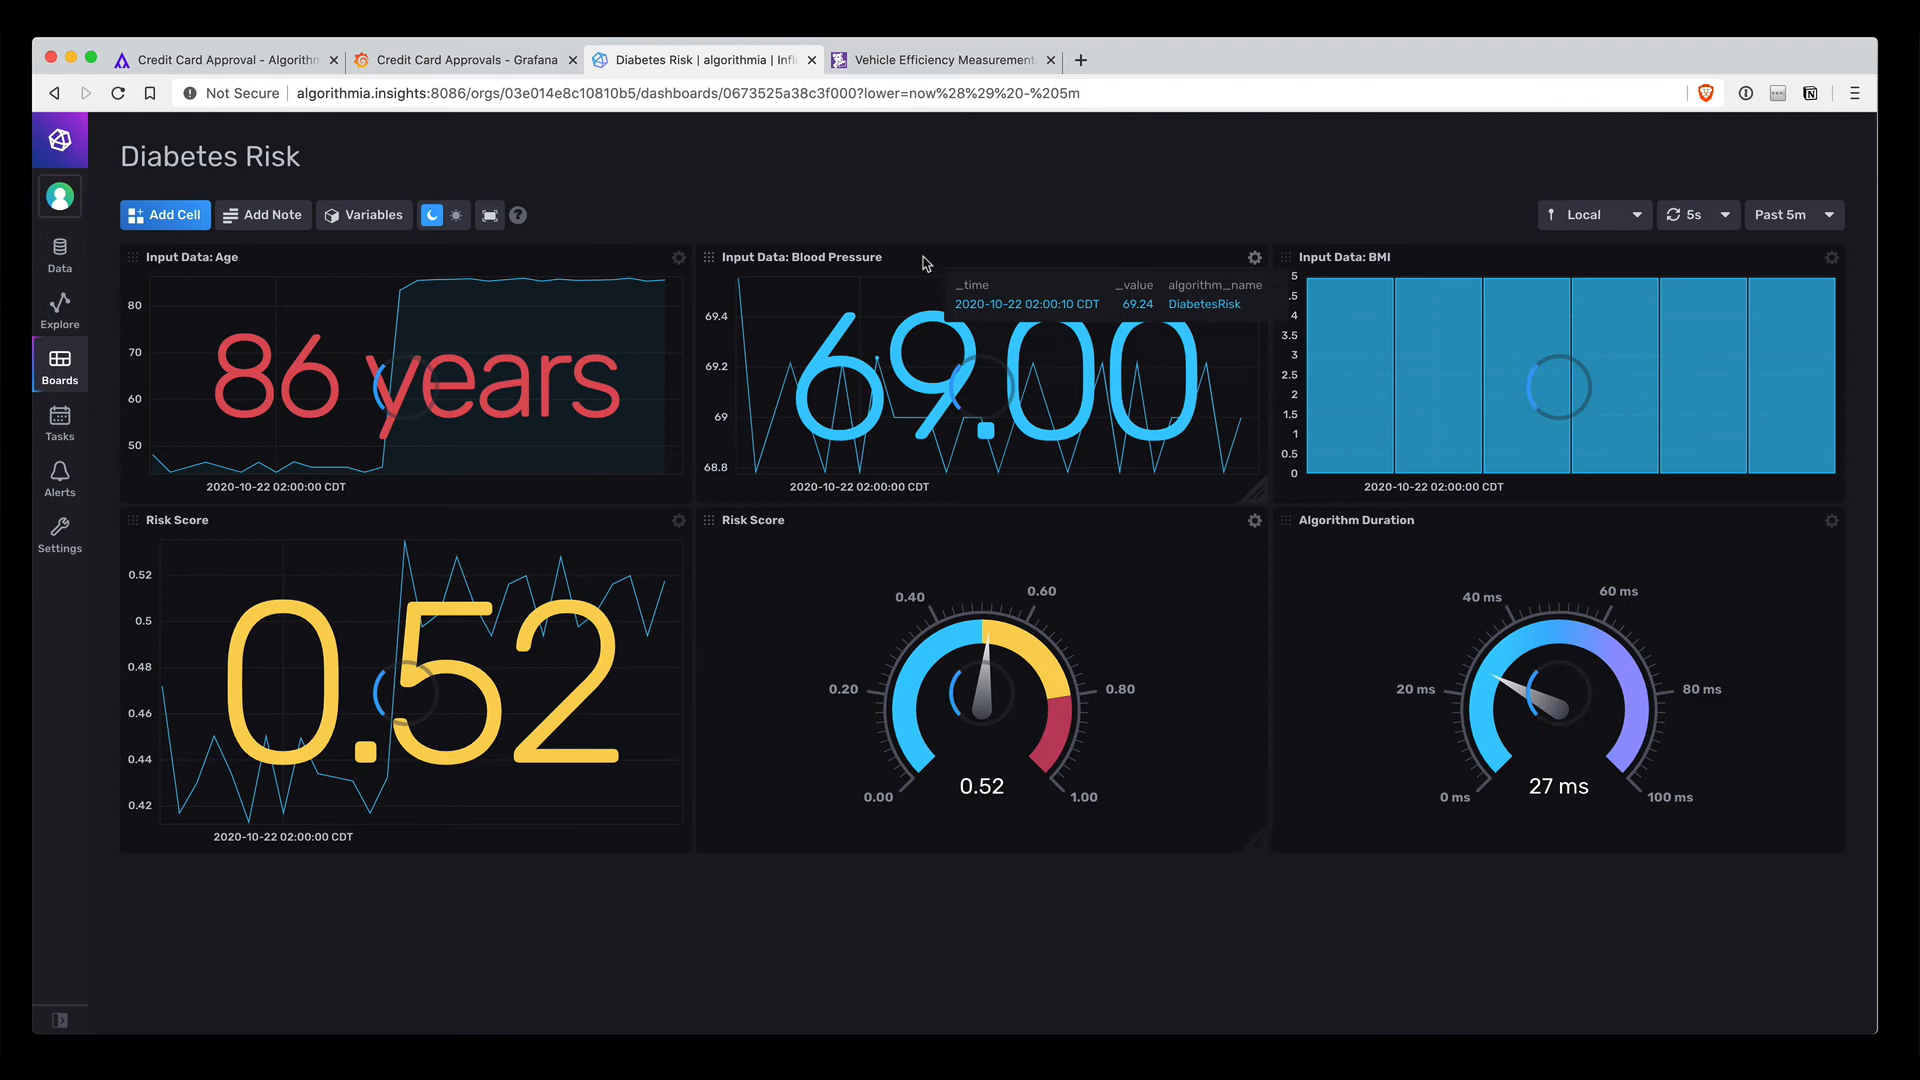 Credit Card Approval - Algorithm
Credit Card Approvals - Grafana
Diabetes Risk | algorithmia | Infl
Vehicle Efficiency Measurement
Not Secure
algorithmia.insights:8086/orgs/03e014e8c10810b5/dashboards/0673525a38c3f000?lower=now%28%29%20-%205m
Diabetes Risk
Add Cell
Add Note
Variables
?
Local
5s
Past 5m
Data
Explore
Boards
Tasks
Alerts
Settings
Input Data: Age
80
70
60
50
86 years
2020-10-22 02:00:00 CDT
Input Data: Blood Pressure
_time _value algorithm_name
2020-10-22 02:00:10 CDT 69.24 DiabetesRisk
69.4
69.2
69
68.8
69.00
2020-10-22 02:00:00 CDT
Input Data: BMI
5
.5
4
3.5
3
2.5
2
1.5
1
0.5
0
2020-10-22 02:00:00 CDT
Risk Score
0.52
0.5
0.48
0.46
0.44
0.42
0.52
2020-10-22 02:00:00 CDT
Risk Score
0.00
0.20
0.40
0.60
0.80
1.00
0.52
Algorithm Duration
0 ms
20 ms
40 ms
60 ms
80 ms
100 ms
27 ms